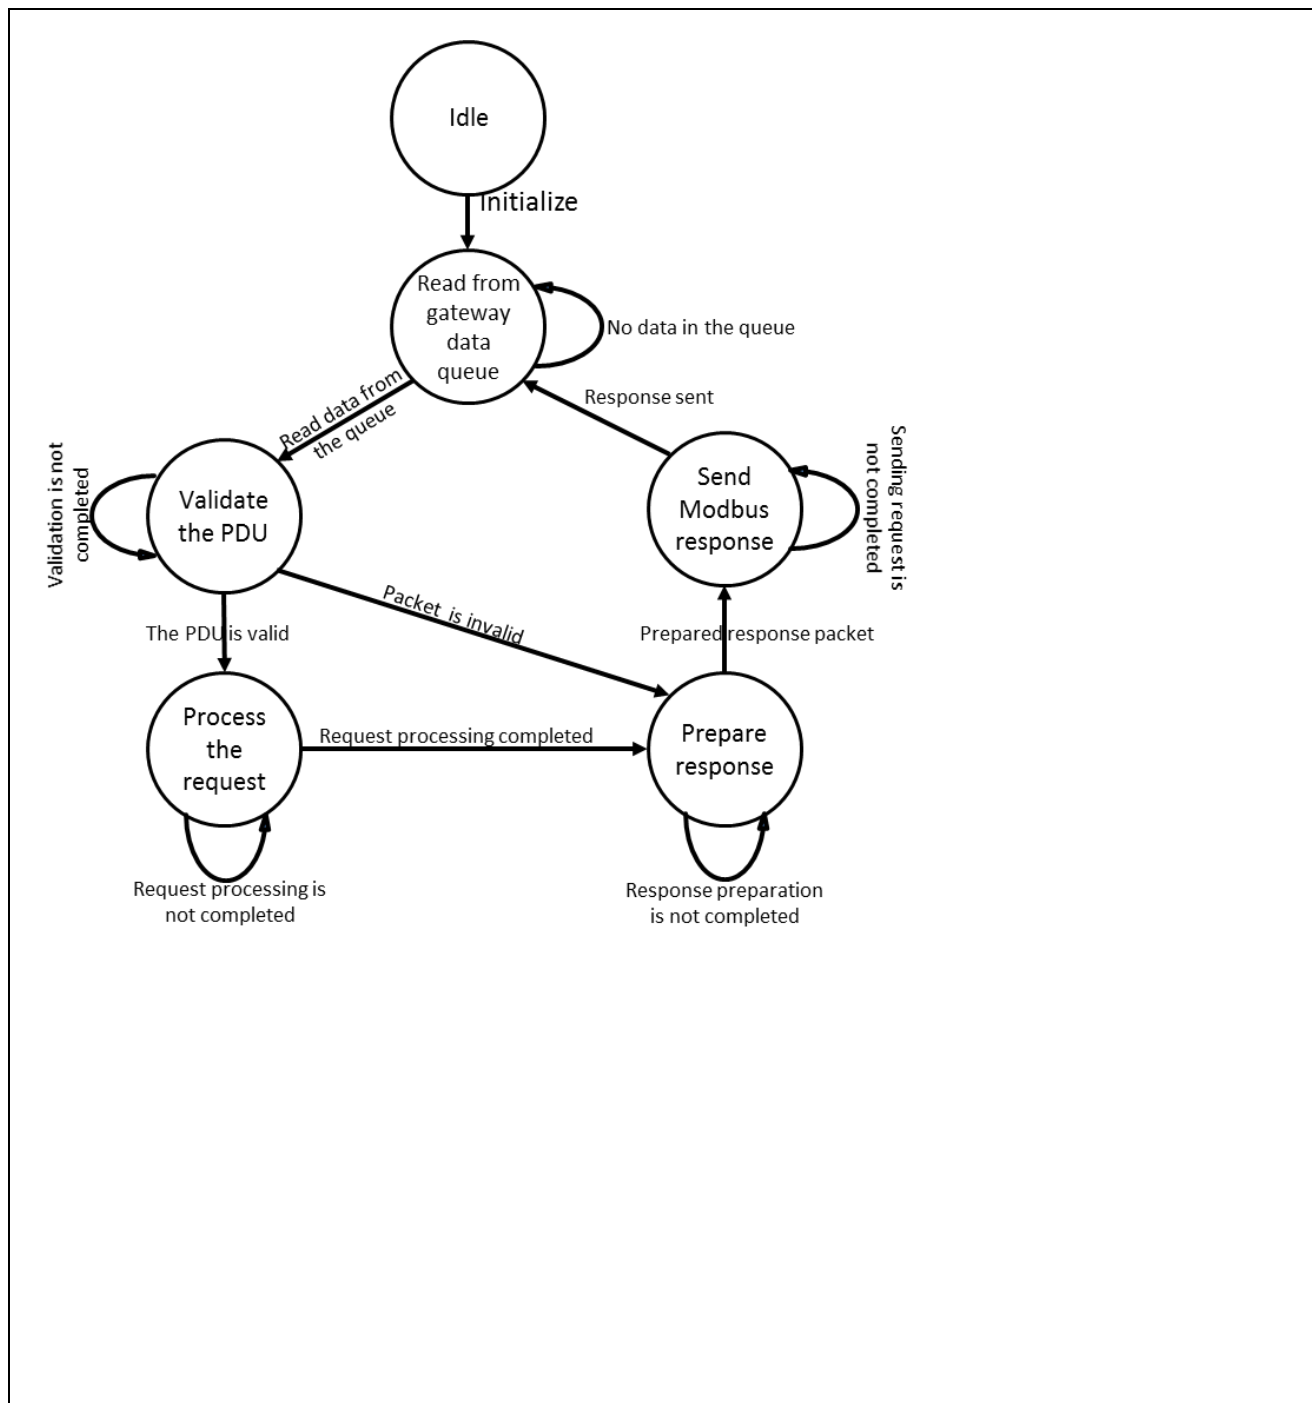 Idle
Initialize
Read from
gateway
data
queue
No data in the queue
Read data from
the queue
Response sent
Validation is not
completed
Validate
the PDU
Send
Modbus
response
Sending request is
not completed
Packet is invalid
The PDU is valid
Prepared response packet
Process
the
request
Request processing completed
Prepare
response
Request processing is
not completed
Response preparation
is not completed